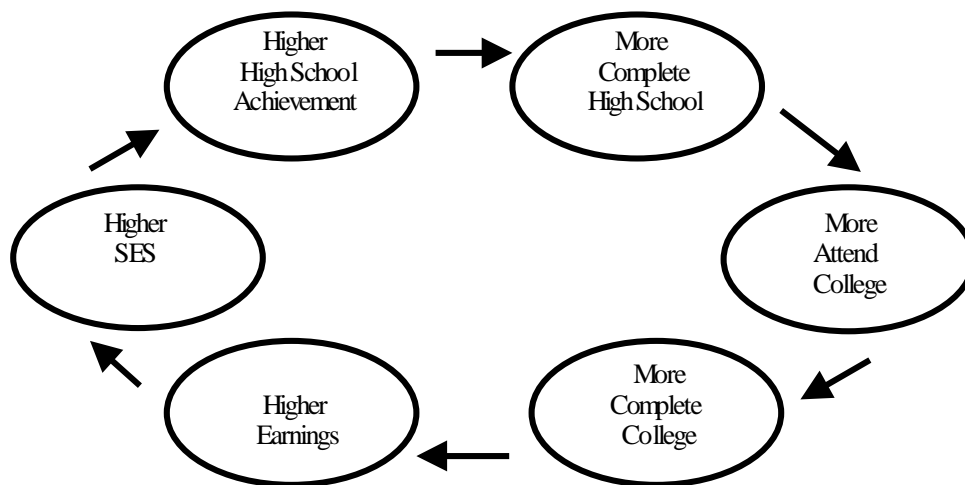 Higher
High School
Achievement
More
Complete
High School
Higher
SES
More
Attend
College
Higher
Earnings
More
Complete
College